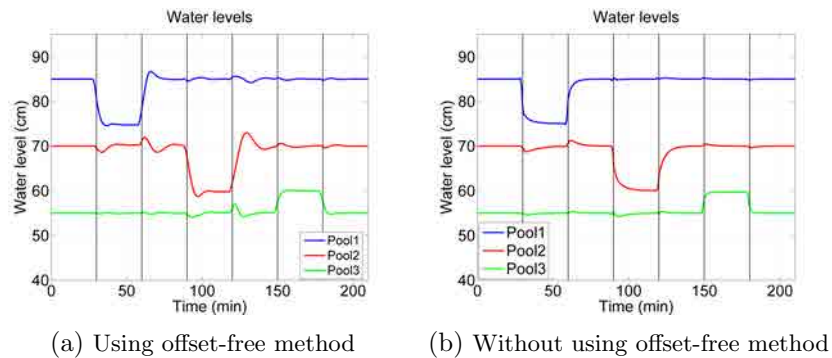 Water levels
Water level (cm)
90
80
70
60
50
40
0
50
100
150
200
Time (min)
Pool1
Pool2
Pool3
(a) Using offset-free method
Water levels
Water level (cm)
90
80
70
60
50
40
0
50
100
150
200
Time (min)
Pool1
Pool2
Pool3
(b) Without using offset-free method